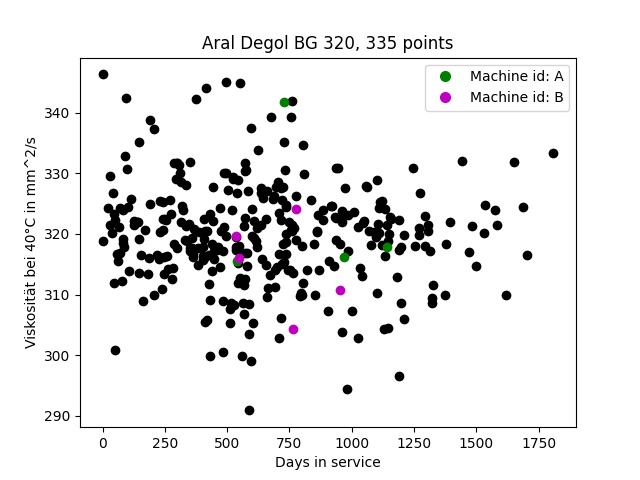 Aral Degol BG 320, 335 points
Machine id: A
Machine id: B
Viskosität bei 40°C in mm^2/s
340
330
320
310
300
290
0
250
500
750
1000
1250
1500
1750
Days in service